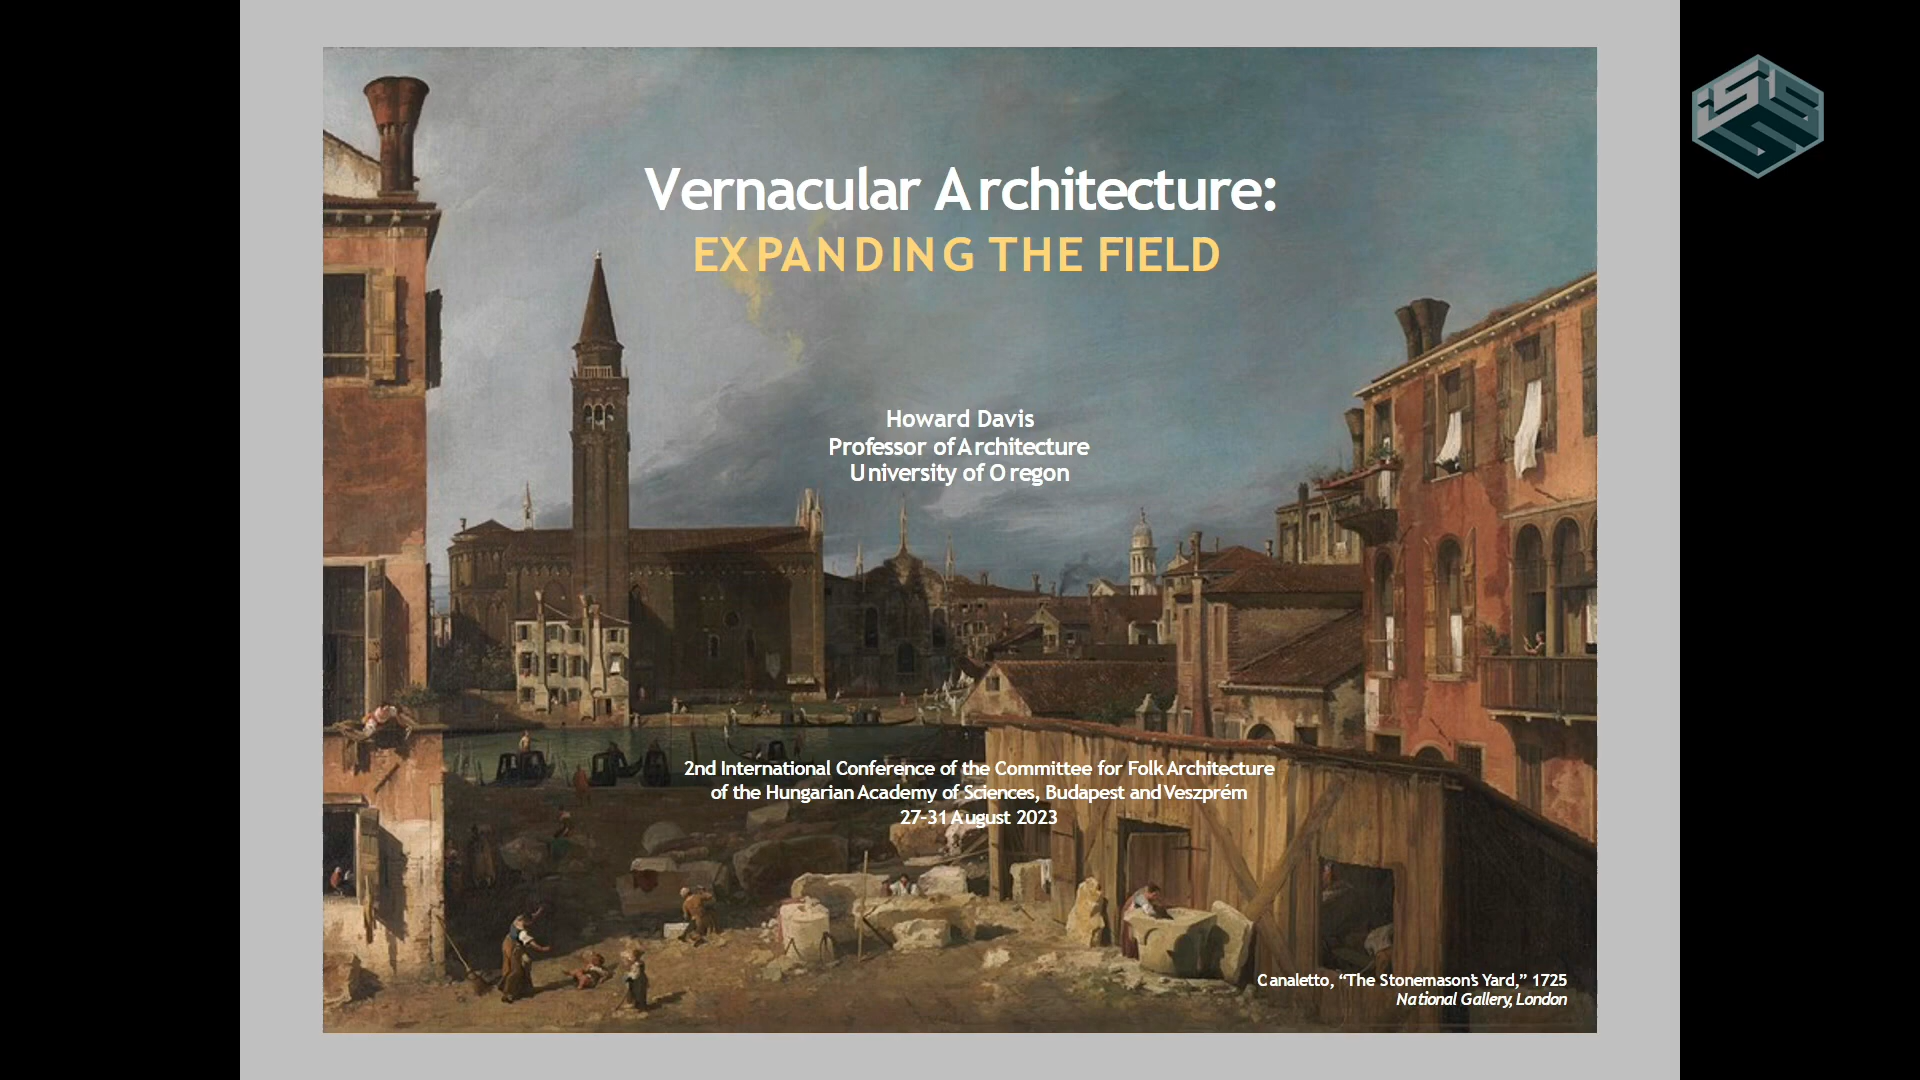 Vernacular Architecture:
EXPANDING THE FIELD
Howard Davis
Professor of Architecture
University of Oregon
2nd International Conference of the Committee for Folk Architecture
of the Hungarian Academy of Sciences, Budapest and Veszprém
27-31 August 2023
Canaletto, “The Stonemason's Yard,” 1725
National Gallery, London